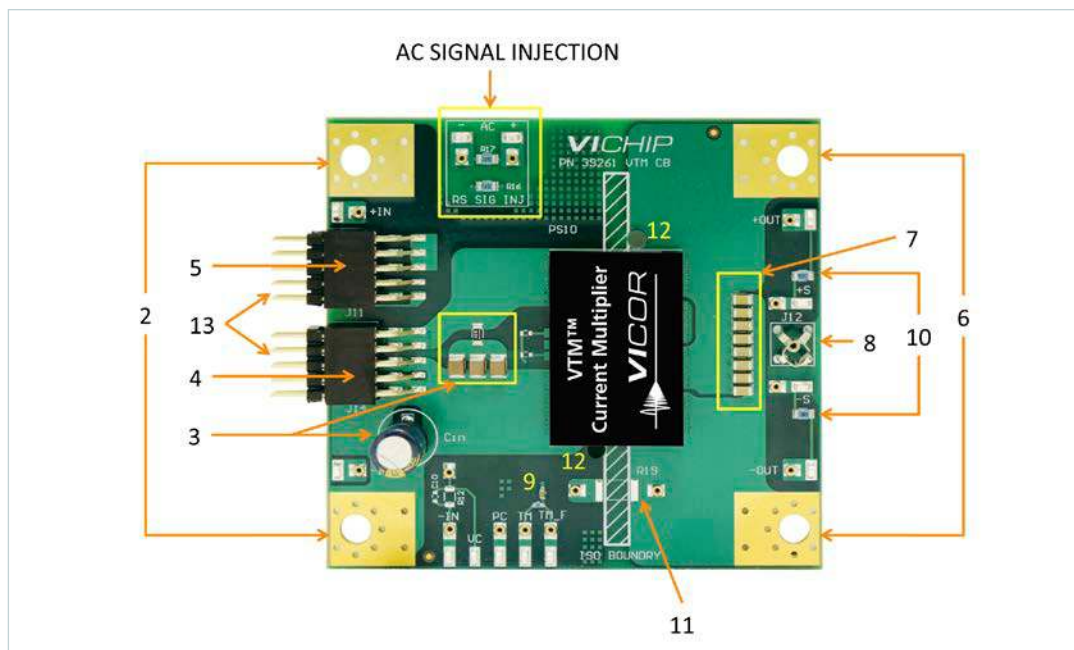 AC SIGNAL INJECTION
- AC +
R17
R16
RS SIG INJ
VICHIP
PN 39261 VTM CB
PS10
+IN
J11
J14
Cin
+OUT
+S
J12
-S
-OUT
VTM™
Current Multiplier
VICOR
12
12
9
R12
R19
-IN
VC
PC
TM
TM_F
ISO BOUNDRY
2
5
13
4
3
7
10
8
6
11